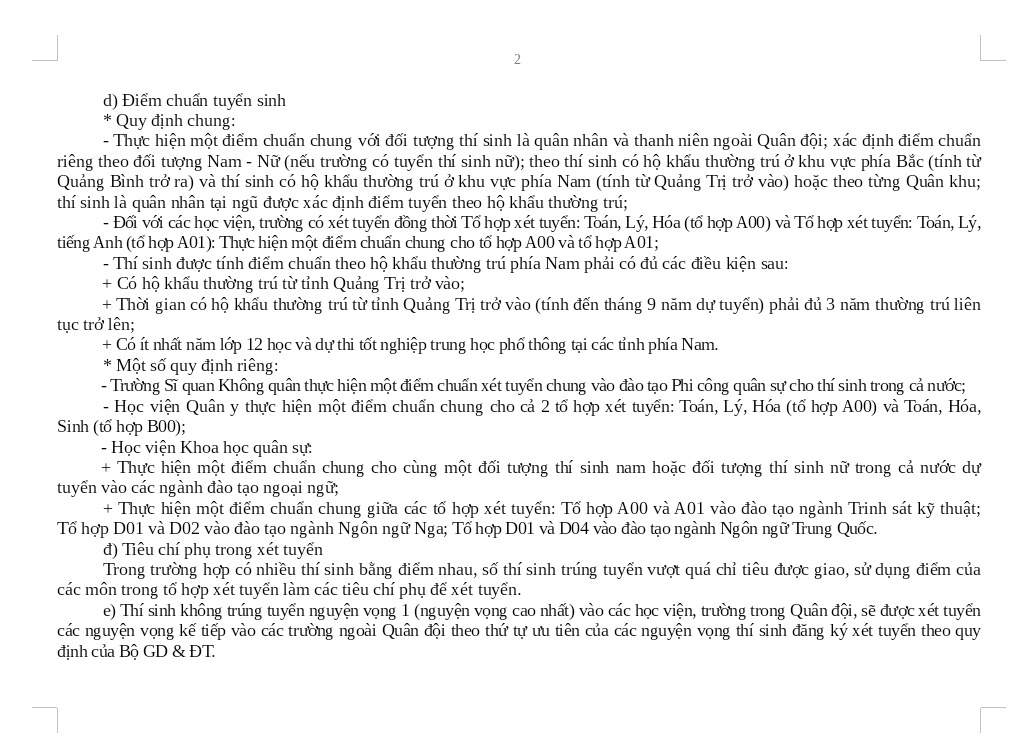 2
d) Điểm chuẩn tuyển sinh
* Quy định chung:
- Thực hiện một điểm chuẩn chung với đối tượng thí sinh là quân nhân và thanh niên ngoài Quân đội; xác định điểm chuẩn
riêng theo đối tượng Nam - Nữ (nếu trường có tuyển thí sinh nữ); theo thí sinh có hộ khẩu thường trú ở khu vực phía Bắc (tính từ
Quảng Bình trở ra) và thí sinh có hộ khẩu thường trú ở khu vực phía Nam (tính từ Quảng Trị trở vào) hoặc theo từng Quân khu;
thí sinh là quân nhân tại ngũ được xác định điểm tuyển theo hộ khẩu thường trú;
- Đối với các học viện, trường có xét tuyển đồng thời Tổ hợp xét tuyển: Toán, Lý, Hóa (tổ hợp A00) và Tổ hợp xét tuyển: Toán, Lý,
tiếng Anh (tổ hợp A01): Thực hiện một điểm chuẩn chung cho tổ hợp A00 và tổ hợp A01;
- Thí sinh được tính điểm chuẩn theo hộ khẩu thường trú phía Nam phải có đủ các điều kiện sau:
+ Có hộ khẩu thường trú từ tỉnh Quảng Trị trở vào;
+ Thời gian có hộ khẩu thường trú từ tỉnh Quảng Trị trở vào (tính đến tháng 9 năm dự tuyển) phải đủ 3 năm thường trú liên
tục trở lên;
+ Có ít nhất năm lớp 12 học và dự thi tốt nghiệp trung học phổ thông tại các tỉnh phía Nam.
* Một số quy định riêng:
- Trường Sĩ quan Không quân thực hiện một điểm chuẩn xét tuyển chung vào đào tạo Phi công quân sự cho thí sinh trong cả nước;
- Học viện Quân y thực hiện một điểm chuẩn chung cho cả 2 tổ hợp xét tuyển: Toán, Lý, Hóa (tổ hợp A00) và Toán, Hóa,
Sinh (tổ hợp B00);
- Học viện Khoa học quân sự:
+ Thực hiện một điểm chuẩn chung cho cùng một đối tượng thí sinh nam hoặc đối tượng thí sinh nữ trong cả nước dự
tuyển vào các ngành đào tạo ngoại ngữ;
+ Thực hiện một điểm chuẩn chung giữa các tổ hợp xét tuyển: Tổ hợp A00 và A01 vào đào tạo ngành Trinh sát kỹ thuật;
Tổ hợp D01 và D02 vào đào tạo ngành Ngôn ngữ Nga; Tổ hợp D01 và D04 vào đào tạo ngành Ngôn ngữ Trung Quốc.
đ) Tiêu chí phụ trong xét tuyển
Trong trường hợp có nhiều thí sinh bằng điểm nhau, số thí sinh trúng tuyển vượt quá chỉ tiêu được giao, sử dụng điểm của
các môn trong tổ hợp xét tuyển làm các tiêu chí phụ để xét tuyển.
e) Thí sinh không trúng tuyển nguyện vọng 1 (nguyện vọng cao nhất) vào các học viện, trường trong Quân đội, sẽ được xét tuyển
các nguyện vọng kế tiếp vào các trường ngoài Quân đội theo thứ tự ưu tiên của các nguyện vọng thí sinh đăng ký xét tuyển theo quy
định của Bộ GD & ĐT.